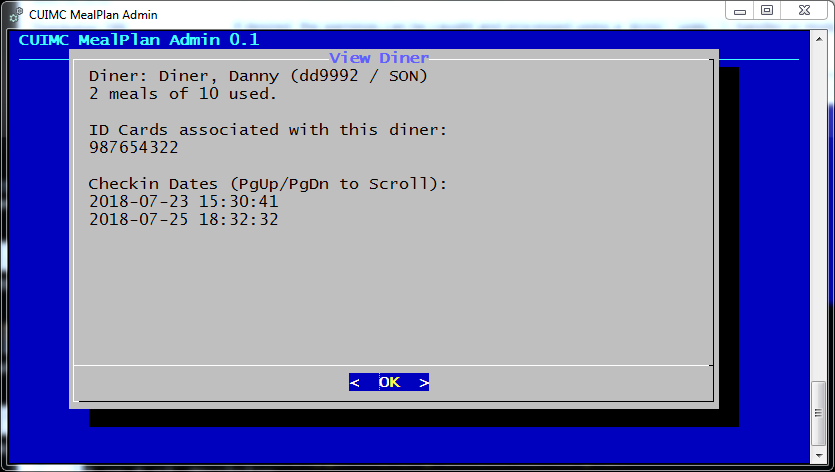 CUIMC MealPlan Admin
CUIMC MealPlan Admin 0.1
View Diner
Diner: Diner, Danny (dd9992 / SON)
2 meals of 10 used.
ID Cards associated with this diner:
987654322
Checkin Dates (PgUp/PgDn to Scroll):
2018-07-23 15:30:41
2018-07-25 18:32:32
< OK >